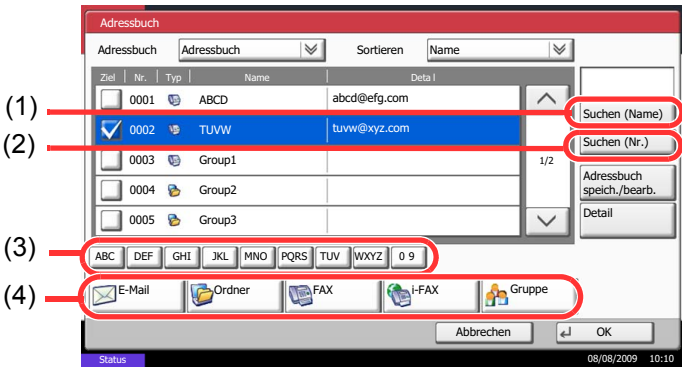 Adressbuch
Adressbuch Adressbuch Sortieren Name
Ziel Nr. Typ Name Deta l
0001 ABCD abcd@efg.com
(1) Suchen (Name)
0002 TUVW tuvw@xyz.com
(2) Suchen (Nr.)
0003 Group1 1/2
Adressbuch
speich./bearb.
0004 Group2
Detail
0005 Group3
(3) ABC DEF GHI JKL MNO PQRS TUV WXYZ 0 9
(4) E-Mail Ordner FAX i-FAX Gruppe
Abbrechen OK
Status 08/08/2009 10:10